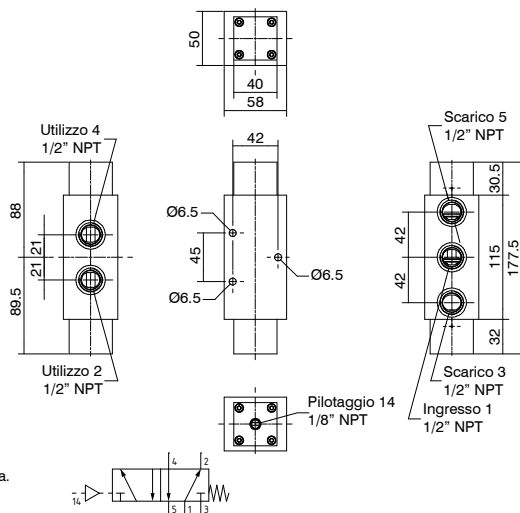 50
40
58
Utilizzo 4
1/2” NPT
88
21
21
89.5
Utilizzo 2
1/2” NPT
42
Ø6.5
45
Ø6.5
Ø6.5
Scarico 5
1/2” NPT
30.5
42
42
115
177.5
32
Scarico 3
1/2” NPT
Ingresso 1
1/2” NPT
Pilotaggio 14
1/8” NPT
a.
4
2
14
5
1
3